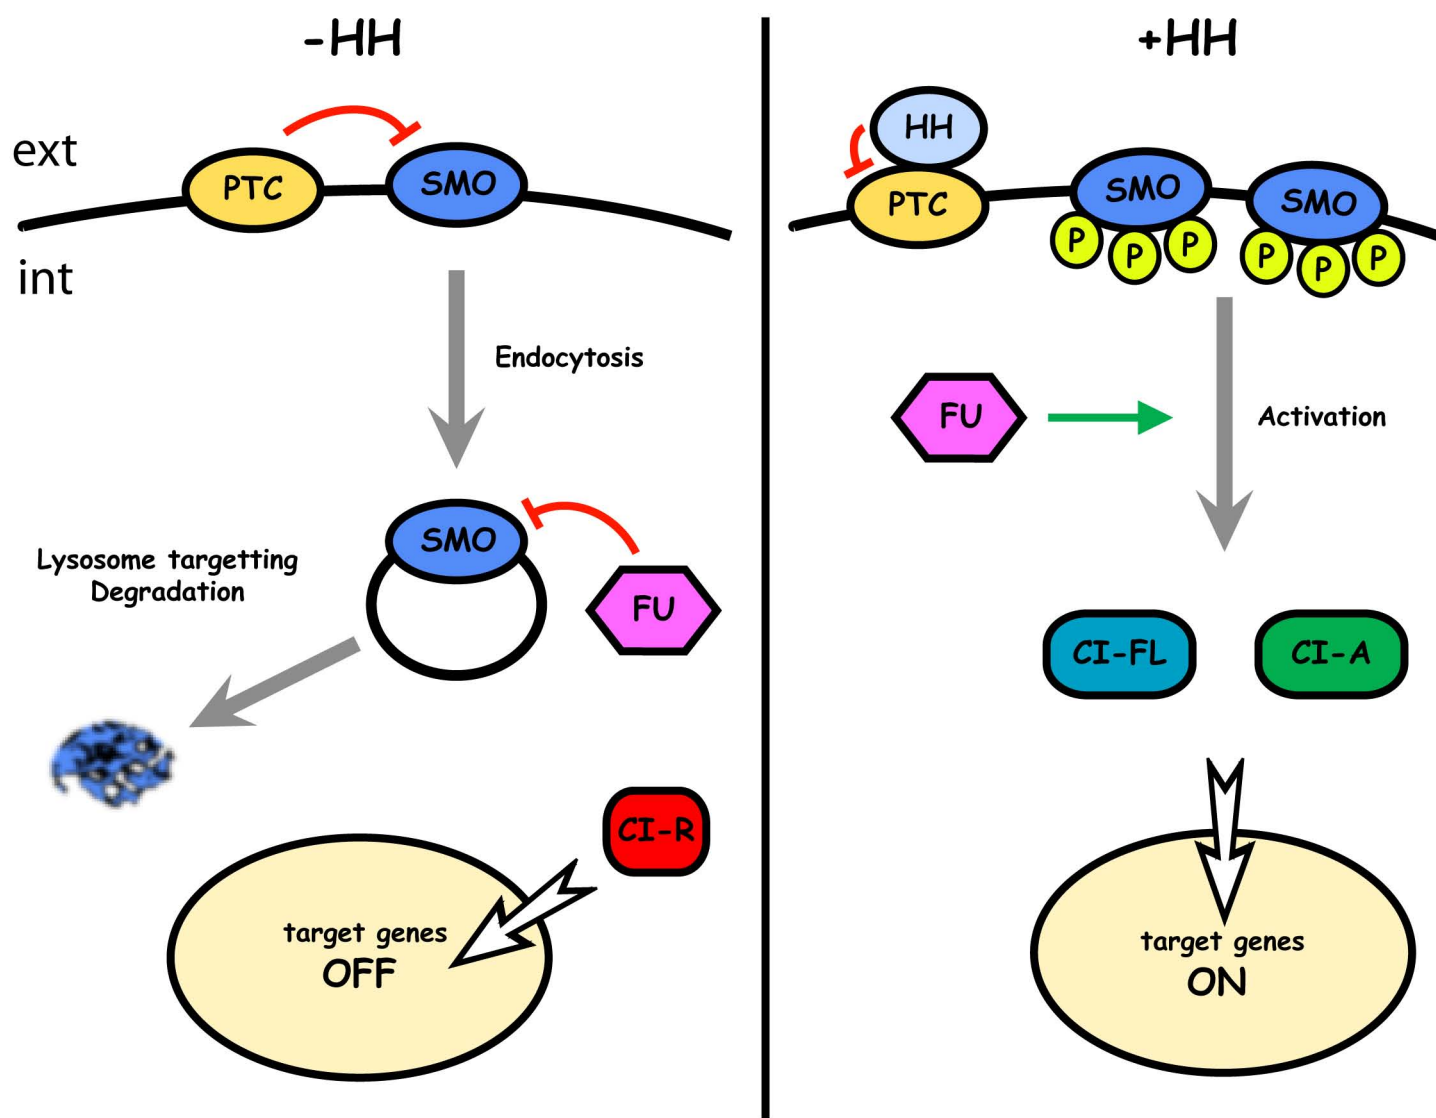 -HH
ext
PTC
SMO
int
Endocytosis
SMO
Lysosome targetting
Degradation
FU
CI-R
target genes
OFF
+HH
HH
PTC
SMO
SMO
P
P
P
P
P
P
FU
Activation
CI-FL
CI-A
target genes
ON